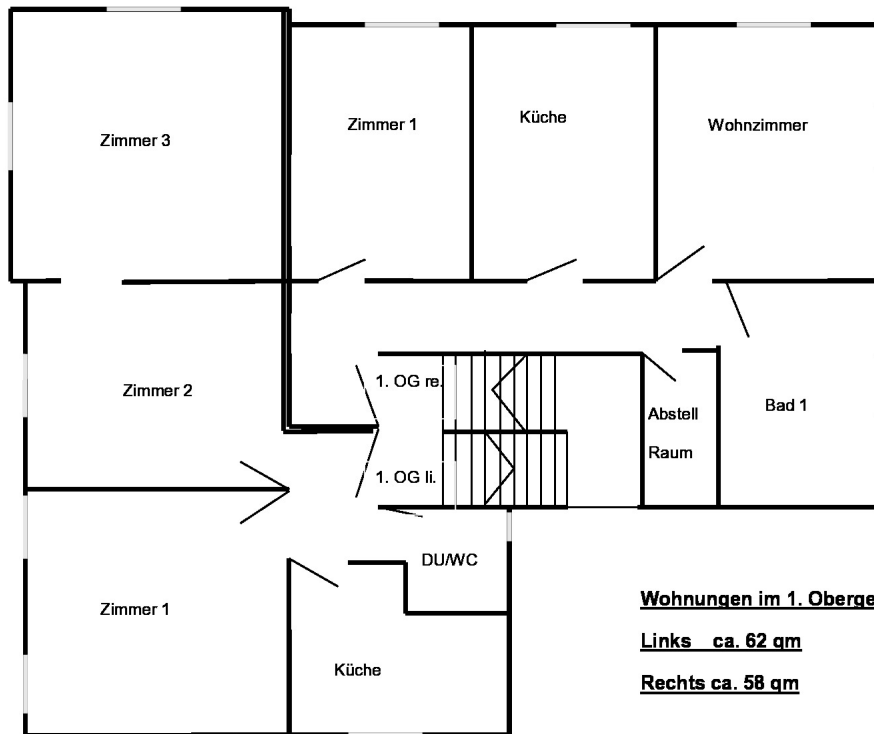 Zimmer 3
Zimmer 1
Küche
Wohnzimmer
Zimmer 2
1. OG re.
Abstell
Raum
Bad 1
1. OG li.
DU/WC
Zimmer 1
Küche
Wohnungen im 1. Oberge
Links ca. 62 qm
Rechts ca. 58 qm